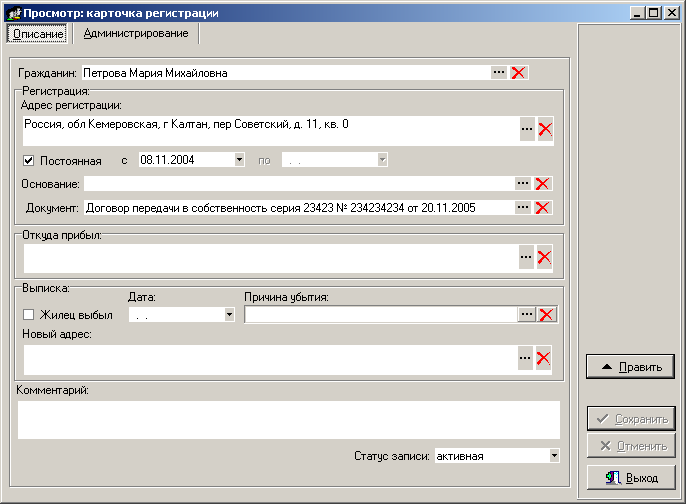 Просмотр: карточка регистрации
Описание Администрирование
Гражданин: Петрова Мария Михайловна ...
Регистрация:
Адрес регистрации:
Россия, обл Кемеровская, г Калтан, пер Советский, д. 11, кв. 0 ...
Постоянная с 08.11.2004 по . .
Основание: ...
Документ: Договор передачи в собственность серия 23423 № 234234234 от 20.11.2005 ...
Откуда прибыл:
...
Выписка:
Дата: Причина убытия:
Жилец выбыл . . ...
Новый адрес:
...
Комментарий:
Статус записи: активная
Править
Сохранить
Отменить
Выход